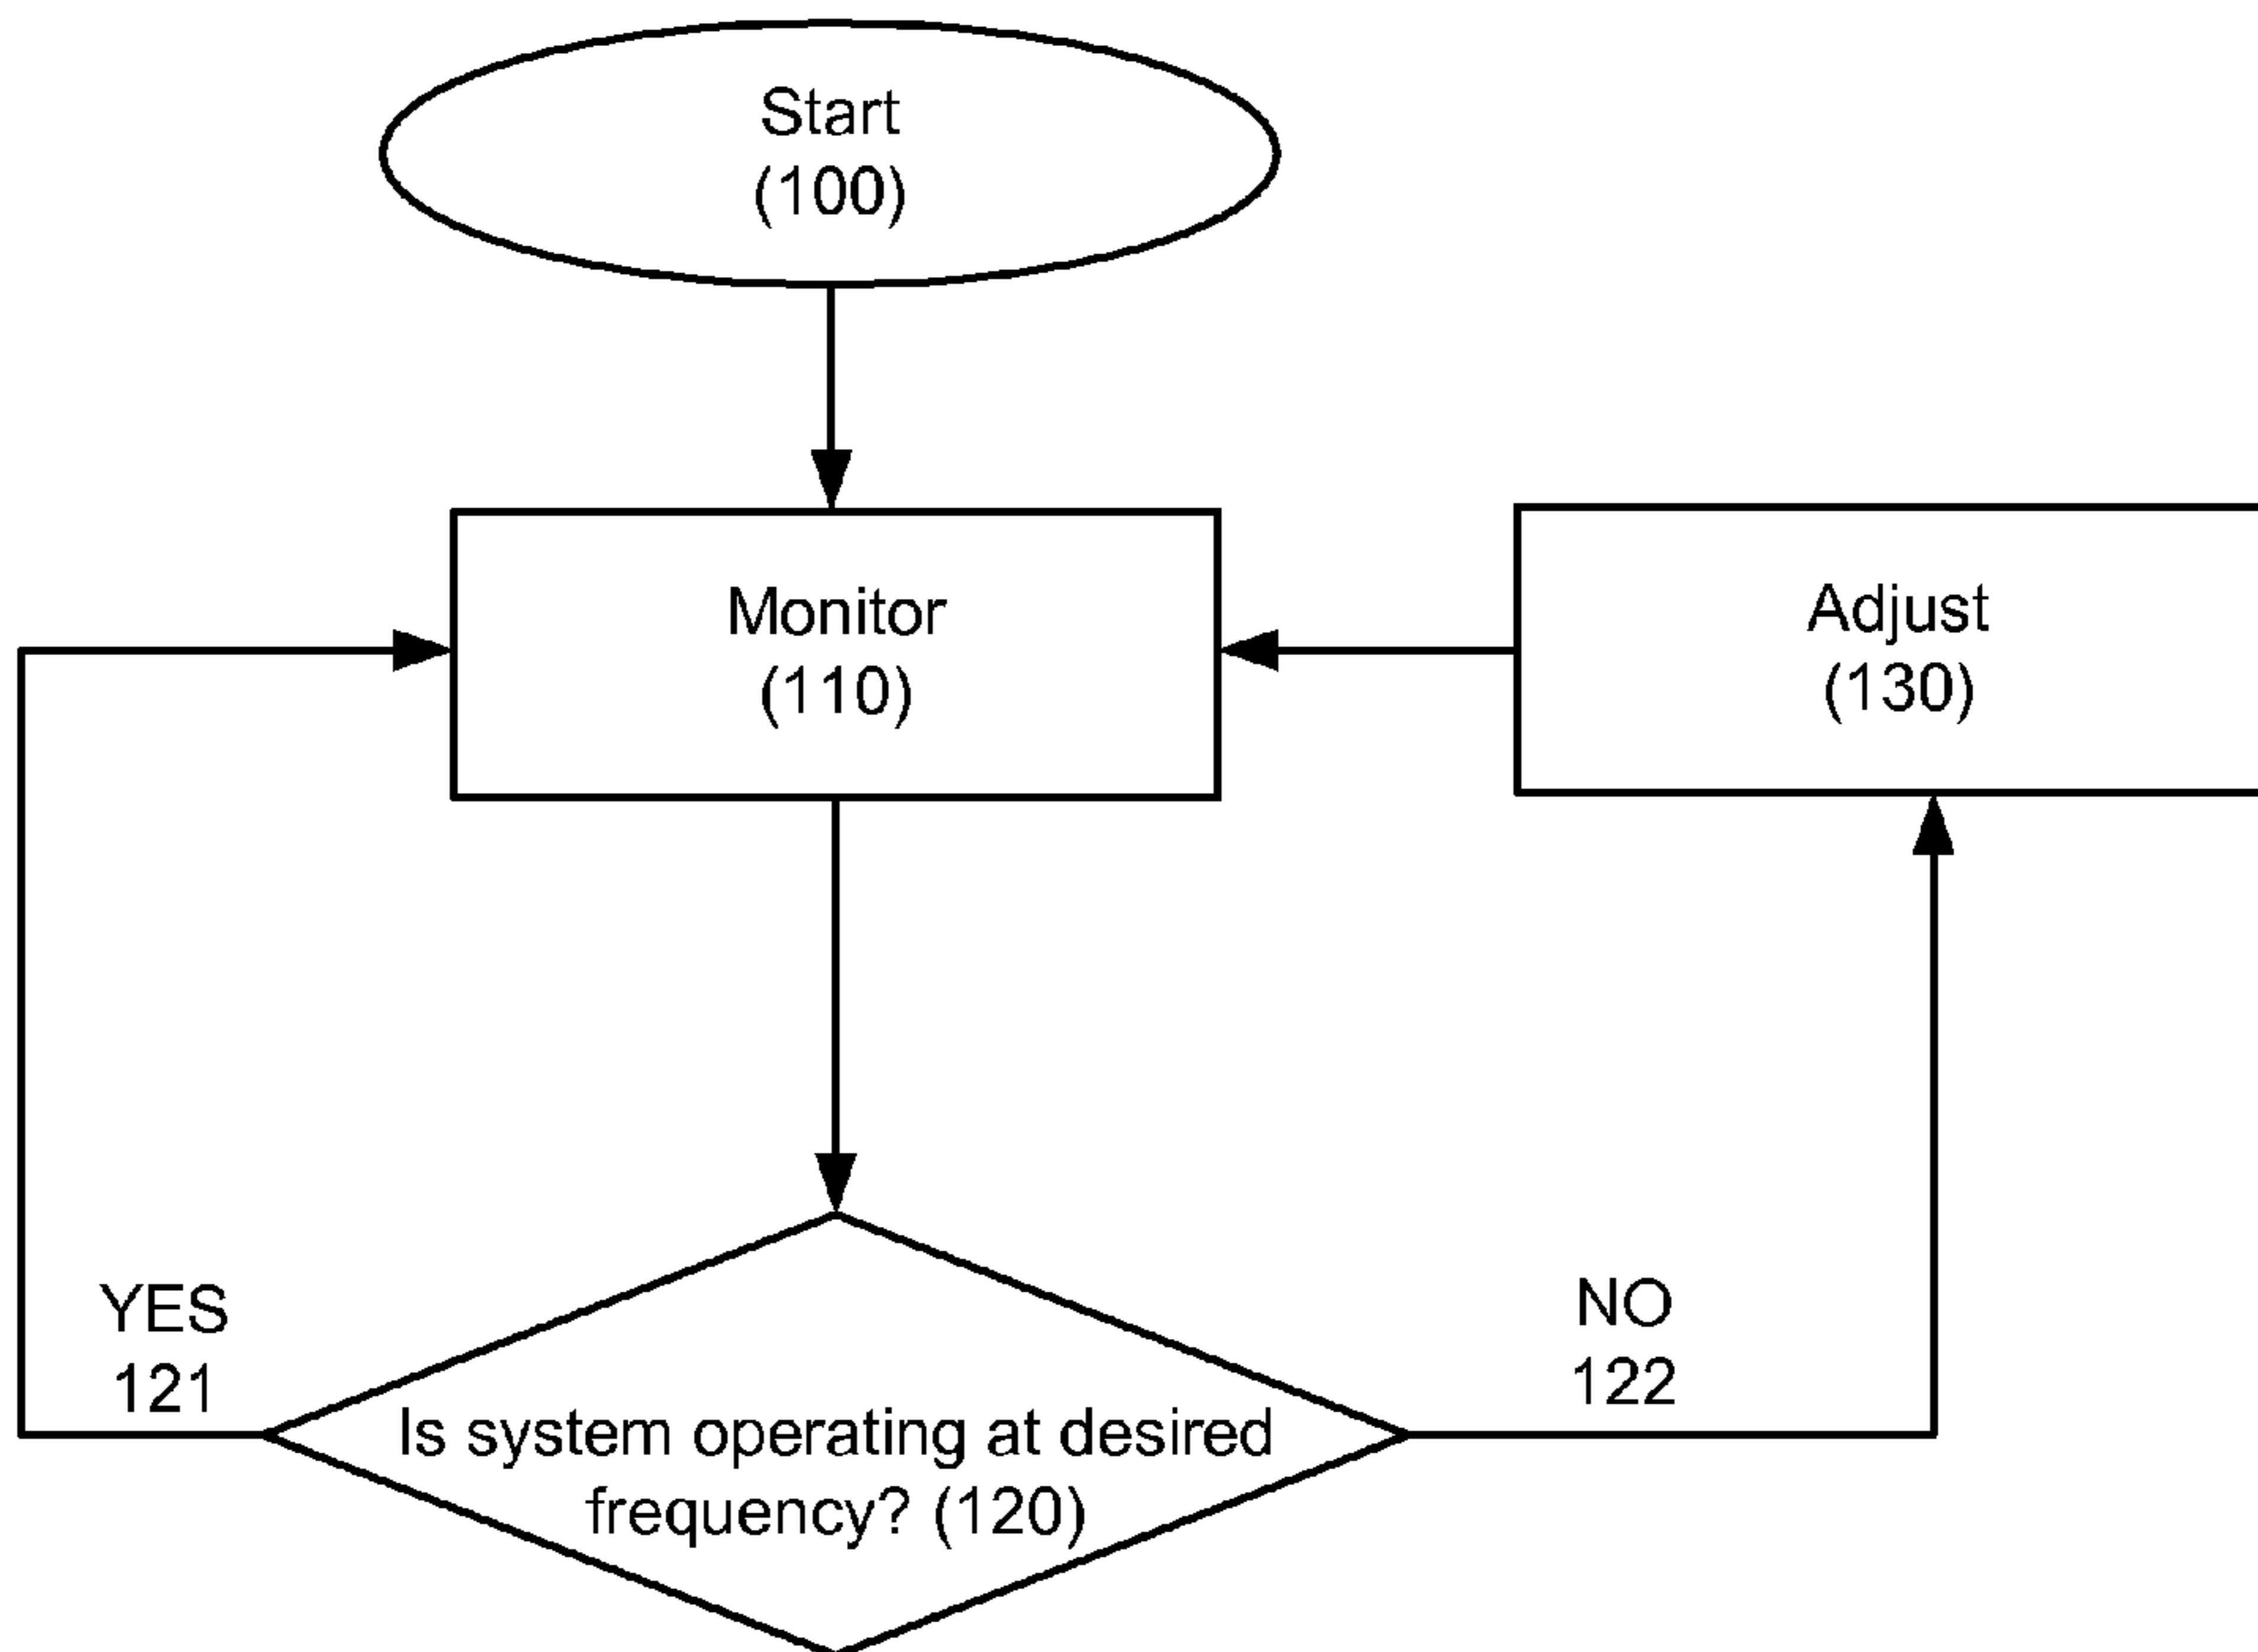 Start
(100)
Monitor
(110)
Adjust
(130)
YES
121
NO
122
Is system operating at desired
frequency? (120)